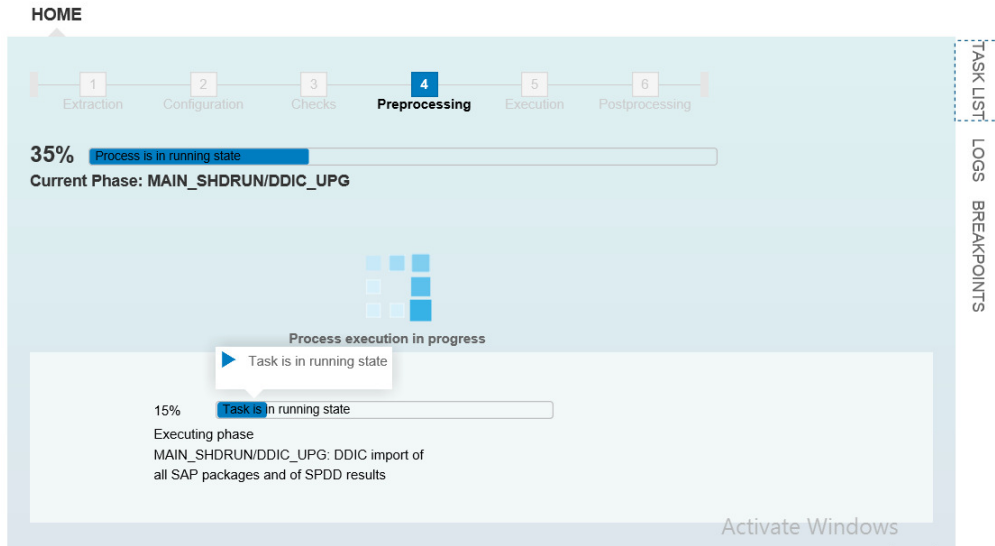 HOME
1 2 3 4 5 6
Extraction Configuration Checks Preprocessing Execution Postprocessing
35% Process is in running state
Current Phase: MAIN_SHDRUN/DDIC_UPG
Process execution in progress
Task is in running state
15% Task is in running state
Executing phase
MAIN_SHDRUN/DDIC_UPG: DDIC import of
all SAP packages and of SPDD results
Activate Windows
TASK LIST
LOGS
BREAKPOINTS